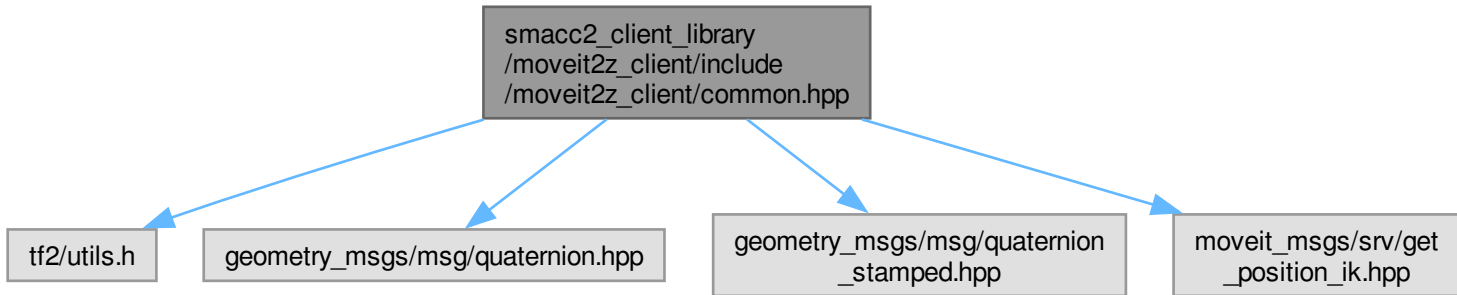 smacc2_client_library
/moveit2z_client/include
/moveit2z_client/common.hpp
tf2/utils.h
geometry_msgs/msg/quaternion.hpp
geometry_msgs/msg/quaternion
_stamped.hpp
moveit_msgs/srv/get
_position_ik.hpp